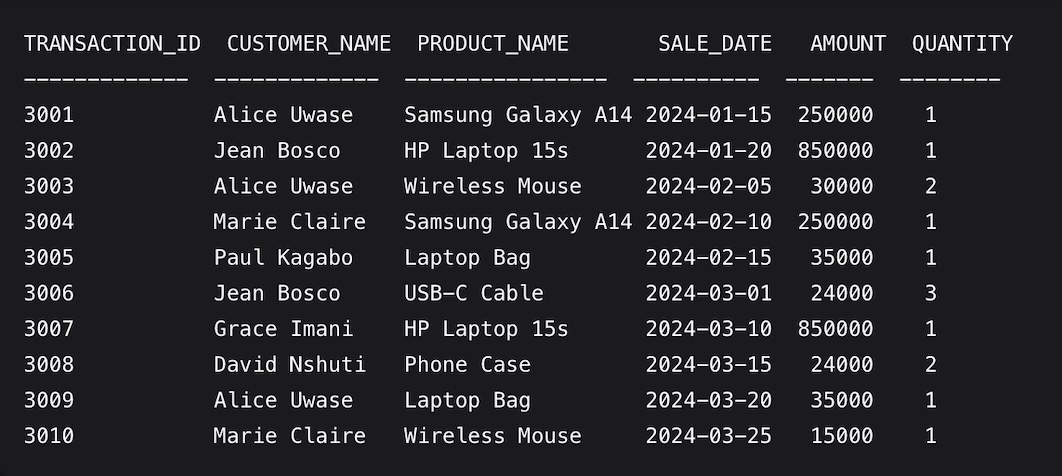 TRANSACTION_ID  CUSTOMER_NAME  PRODUCT_NAME       SALE_DATE   AMOUNT  QUANTITY
-------------  -------------  ----------------  ----------  -------  --------
3001           Alice Uwase    Samsung Galaxy A14 2024-01-15  250000    1
3002           Jean Bosco     HP Laptop 15s      2024-01-20  850000    1
3003           Alice Uwase    Wireless Mouse     2024-02-05   30000    2
3004           Marie Claire   Samsung Galaxy A14 2024-02-10  250000    1
3005           Paul Kagabo    Laptop Bag         2024-02-15   35000    1
3006           Jean Bosco     USB-C Cable        2024-03-01   24000    3
3007           Grace Imani    HP Laptop 15s      2024-03-10  850000    1
3008           David Nshuti   Phone Case         2024-03-15   24000    2
3009           Alice Uwase    Laptop Bag         2024-03-20   35000    1
3010           Marie Claire   Wireless Mouse     2024-03-25   15000    1